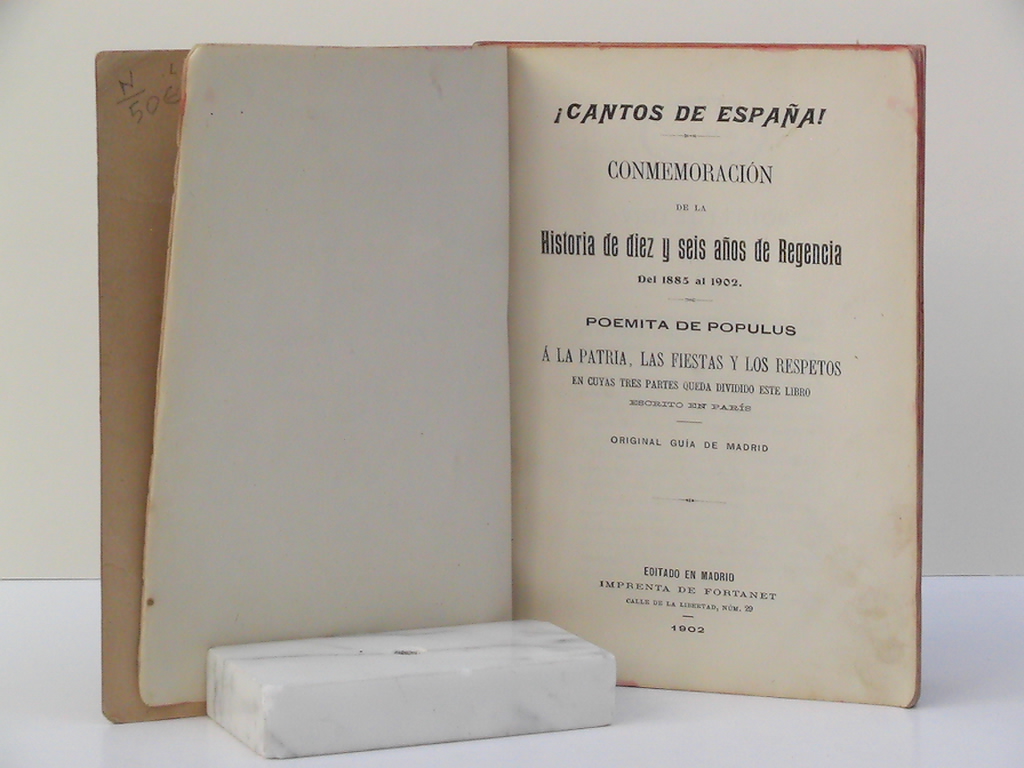 N L
50€
¡CANTOS DE ESPAÑA!
CONMEMORACIÓN
DE LA
Historia de diez y seis años de Regencia
Del 1885 al 1902.
POEMITA DE POPULUS
Á LA PATRIA, LAS FIESTAS Y LOS RESPETOS
EN CUYAS TRES PARTES QUEDA DIVIDIDO ESTE LIBRO
ESCRITO EN PARÍS
ORIGINAL GUÍA DE MADRID
EDITADO EN MADRID
IMPRENTA DE FORTANET
CALLE DE LA LIBERTAD, NÚM. 29
1902